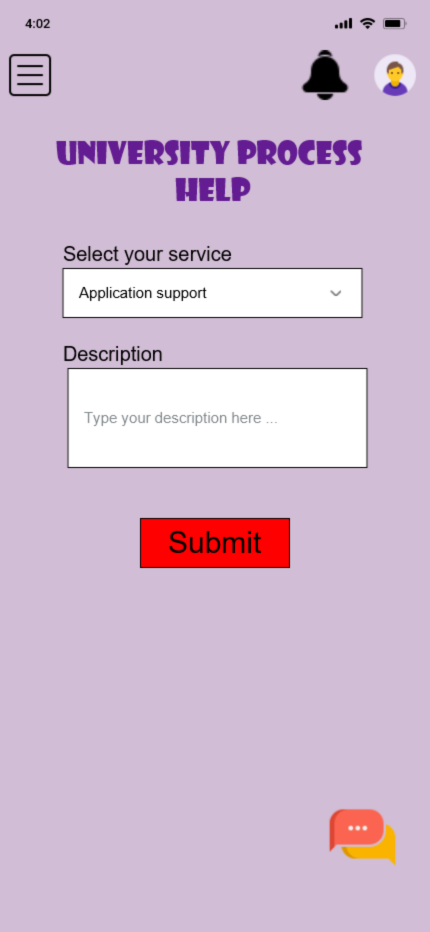 4:02
UNIVERSITY PROCESS
HELP
Select your service
Application support
Description
Type your description here ...
Submit